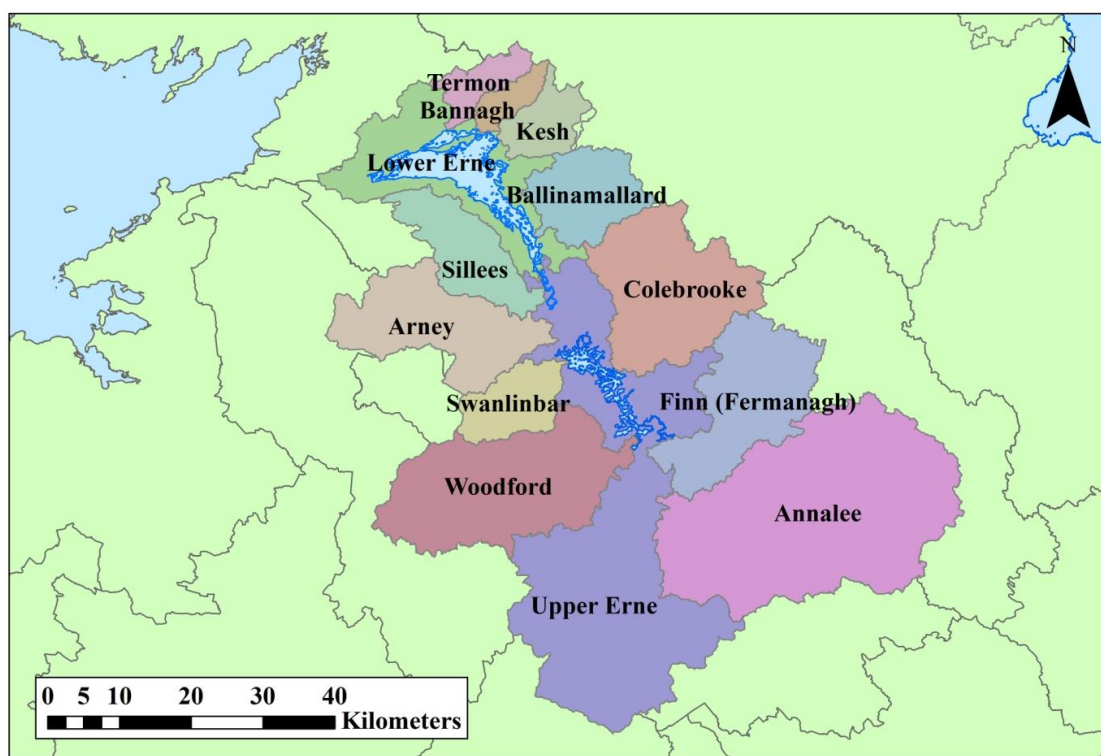 N
Termon
Bannagh
Kesh
Lower Erne
Ballinamallard
Sillees
Colebrooke
Arney
Swanlinbar
Finn (Fermanagh)
Woodford
Annalee
Upper Erne
0 5 10 20 30 40
Kilometers